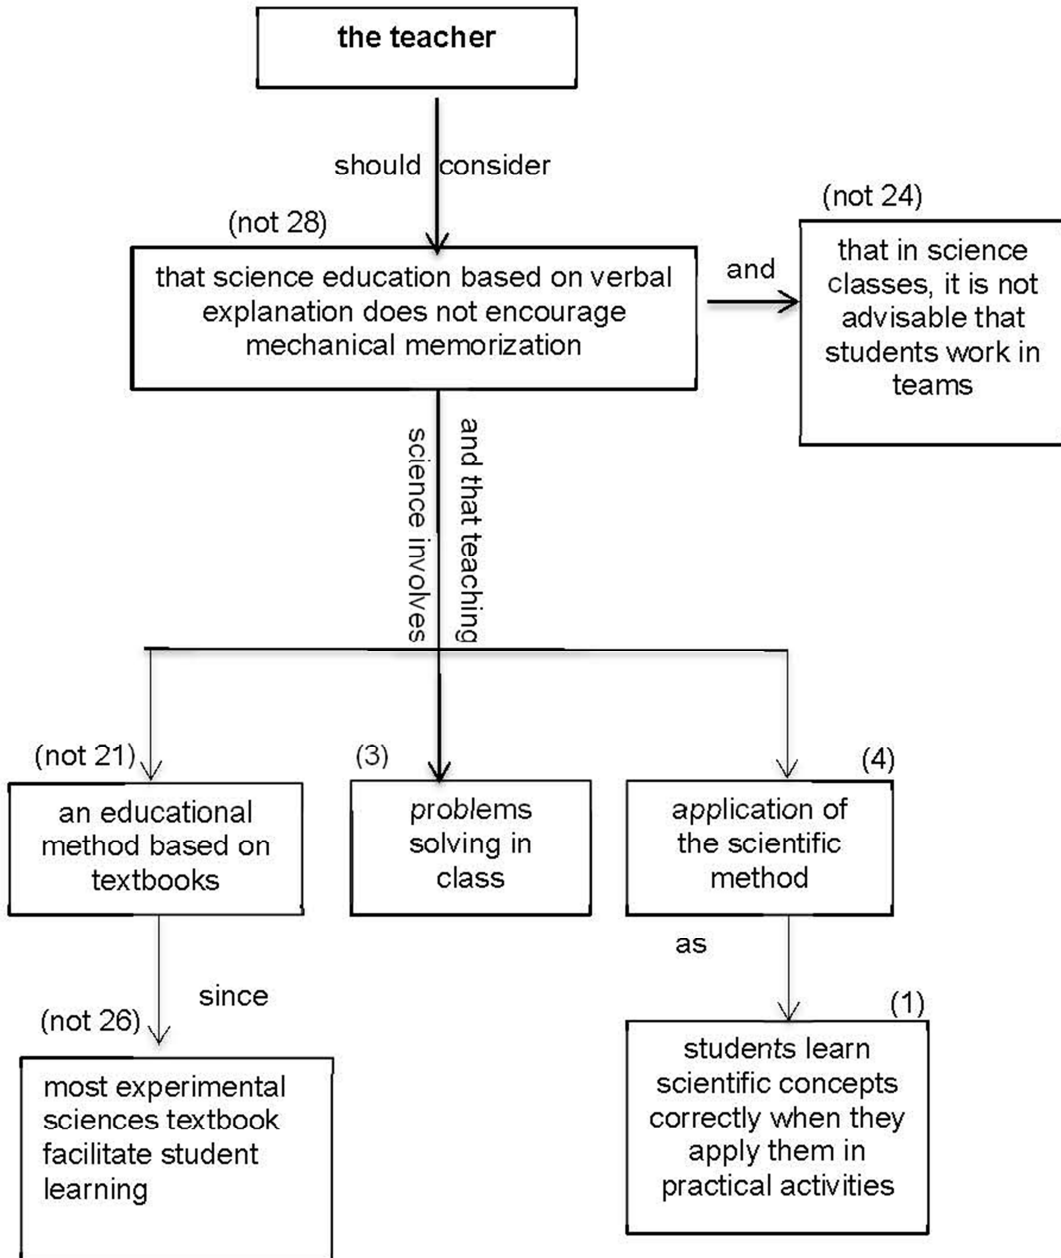 the teacher
should consider
(not 28)
that science education based on verbal
explanation does not encourage
mechanical memorization
and
(not 24)
that in science
classes, it is not
advisable that
students work in
teams
and that teaching
science involves
(not 21)
an educational
method based on
textbooks
(3)
problems
solving in
class
(4)
application of
the scientific
method
since
(not 26)
most experimental
sciences textbook
facilitate student
learning
as
(1)
students learn
scientific concepts
correctly when they
apply them in
practical activities